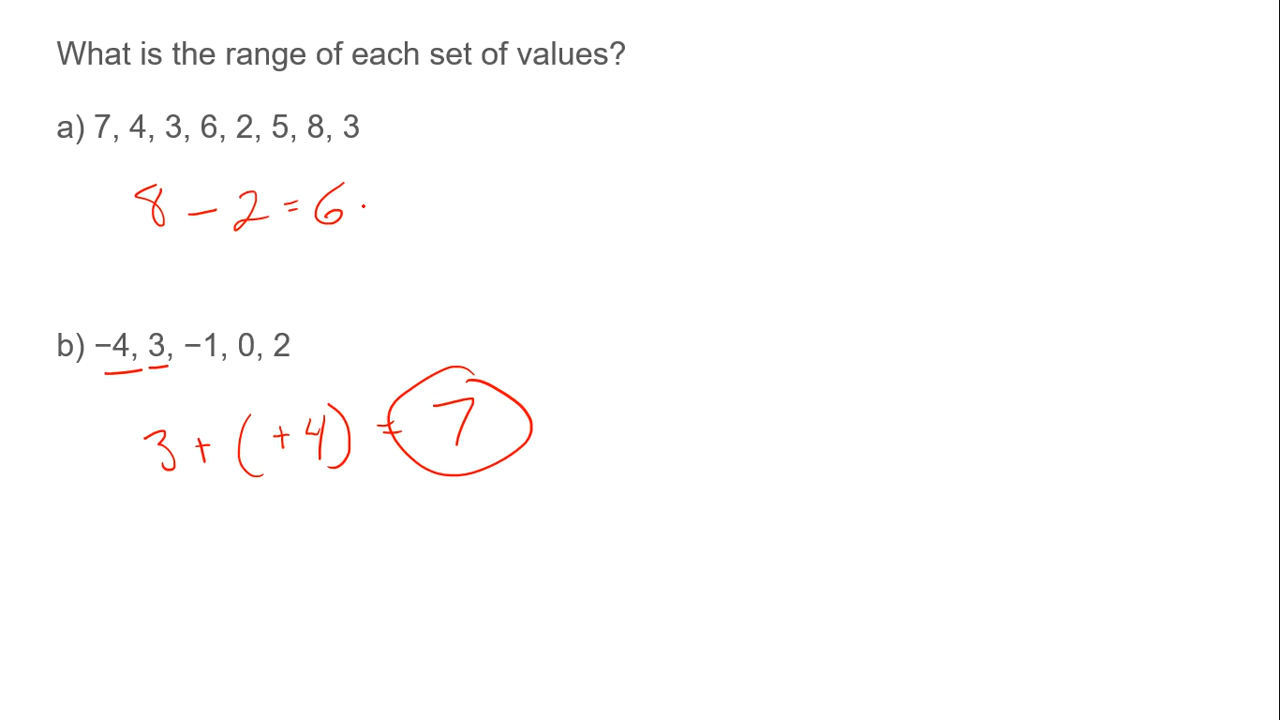 What is the range of each set of values?
a) 7, 4, 3, 6, 2, 5, 8, 3
8 - 2 = 6 .
b) −4, 3, −1, 0, 2
3 + (+4) = 7